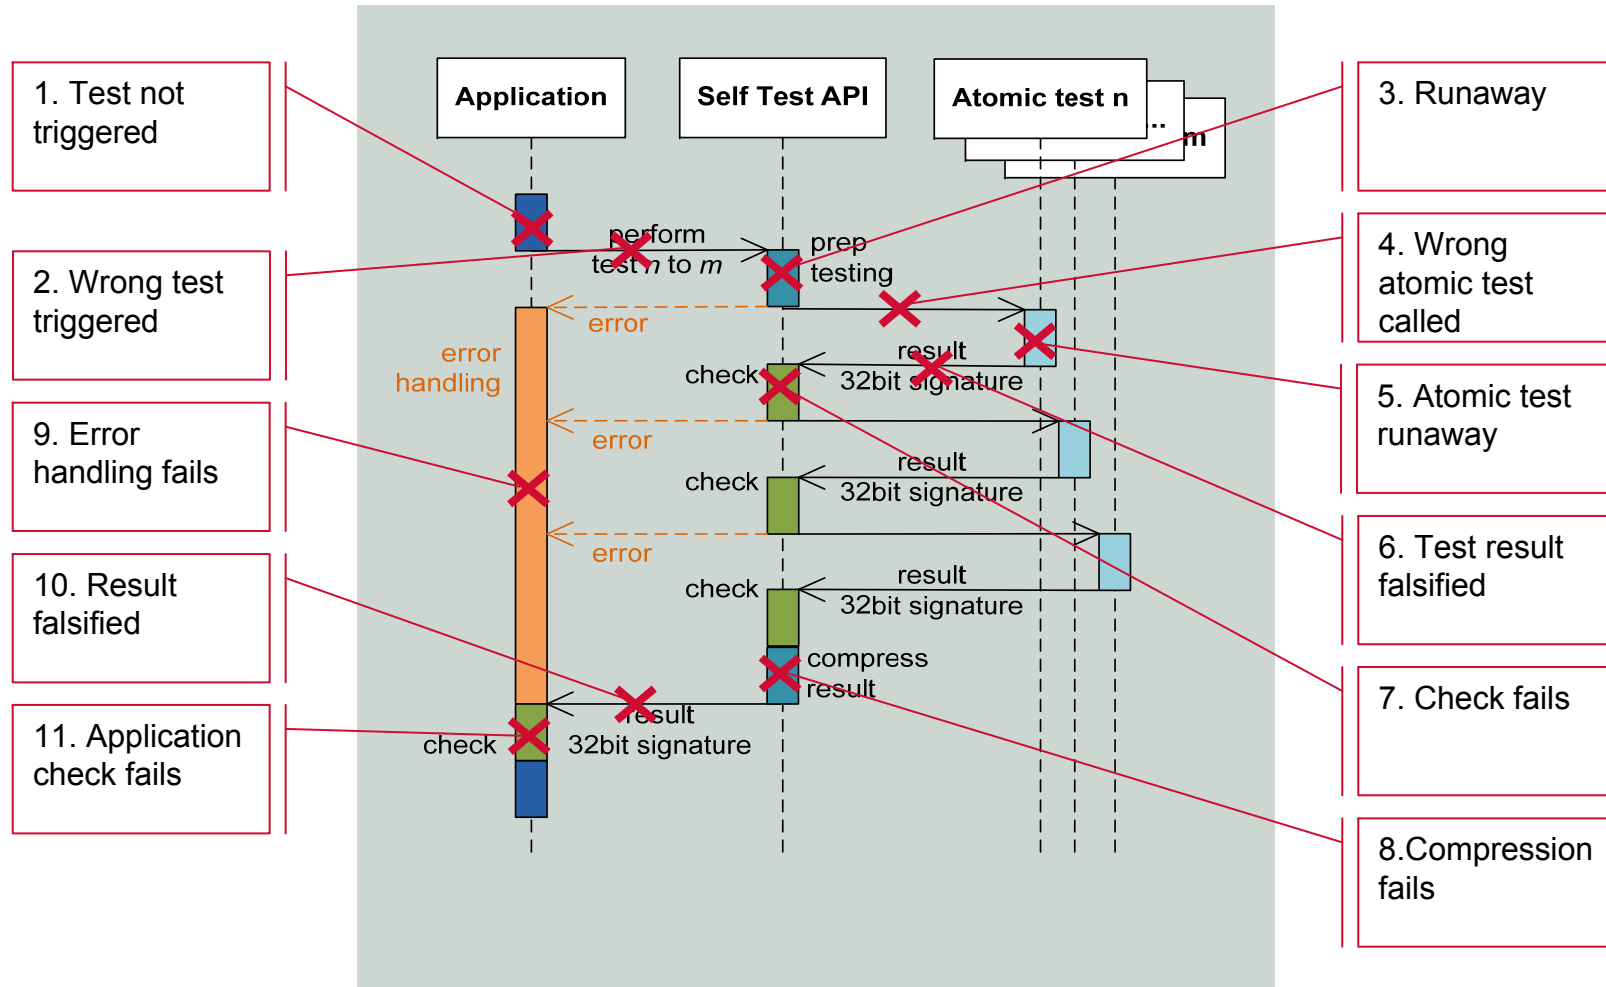 1. Test not
triggered
2. Wrong test
triggered
9. Error
handling fails
10. Result
falsified
11. Application
check fails
Application
Self Test API
Atomic test n
...
m
perform
test n to m
prep
testing
error
error
handling
result
32bit signature
check
error
result
32bit signature
check
error
result
32bit signature
check
compress
result
result
32bit signature
check
3. Runaway
4. Wrong
atomic test
called
5. Atomic test
runaway
6. Test result
falsified
7. Check fails
8.Compression
fails